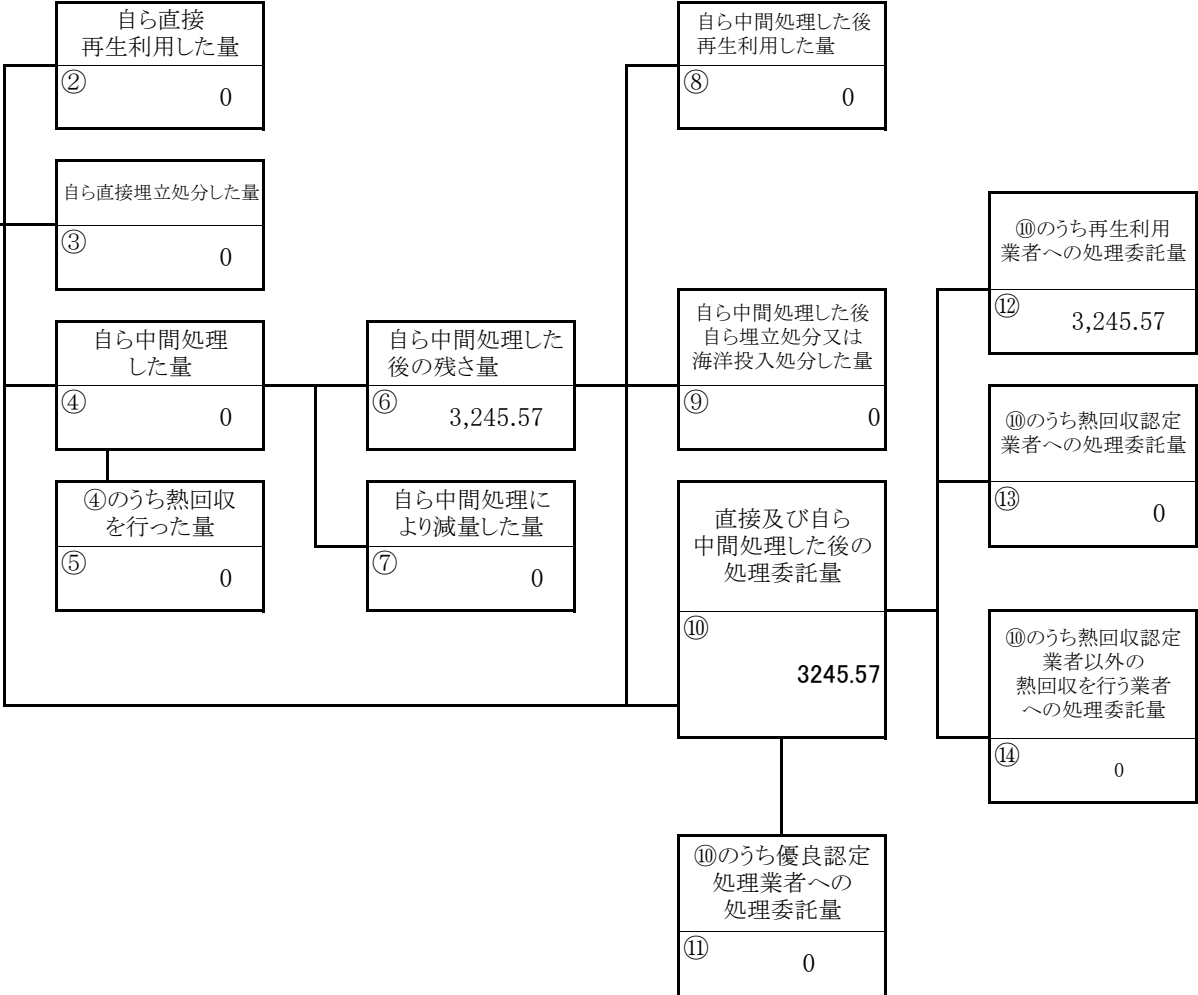 自ら直接
再生利用した量
②
0
自ら直接埋立処分した量
③
0
自ら中間処理
した量
④
0
④のうち熱回収
を行った量
⑤
0
自ら中間処理した
後の残さ量
⑥
3,245.57
自ら中間処理に
より減量した量
⑦
0
自ら中間処理した後
再生利用した量
⑧
0
自ら中間処理した後
自ら埋立処分又は
海洋投入処分した量
⑨
0
直接及び自ら
中間処理した後の
処理委託量
⑩
3245.57
⑩のうち優良認定
処理業者への
処理委託量
⑪
0
⑩のうち再生利用
業者への処理委託量
⑫
3,245.57
⑩のうち熱回収認定
業者への処理委託量
⑬
0
⑩のうち熱回収認定
業者以外の
熱回収を行う業者
への処理委託量
⑭
0